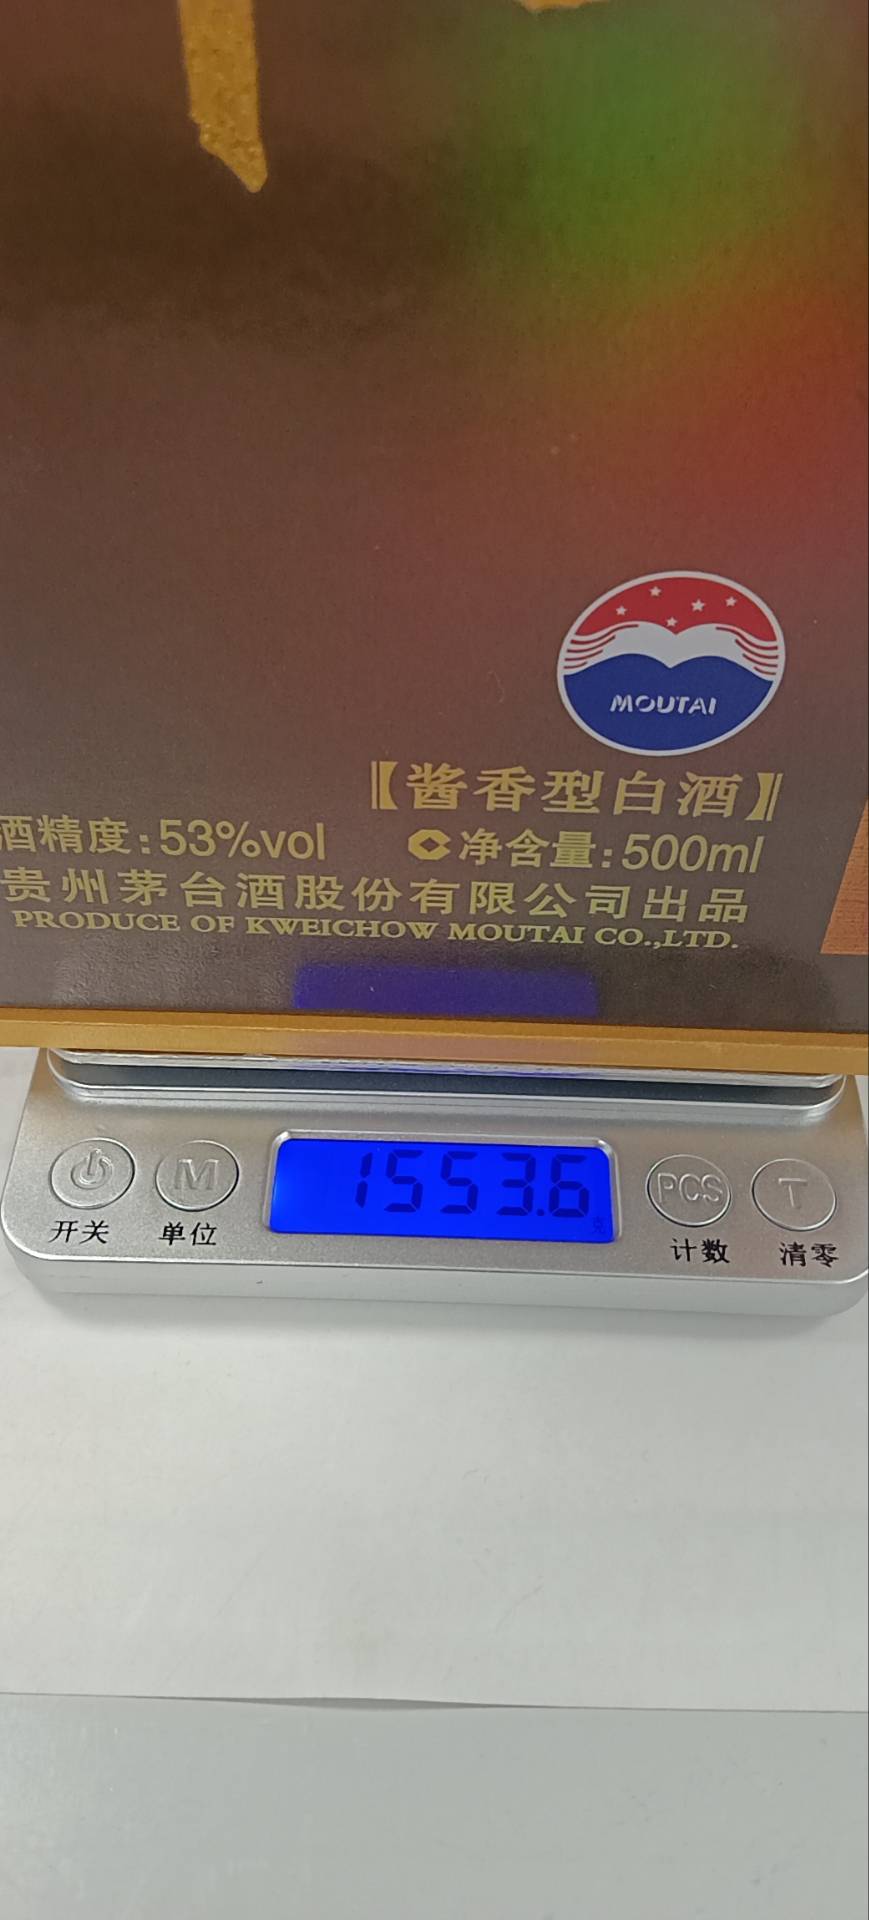 MOUTAI
【酱香型白酒】
酒精度:53%vol 净含量:500ml
贵州茅台酒股份有限公司出品
PRODUCE OF KWEICHOW MOUTAI CO.,LTD.
M 1553.6 克 PCS T
开关 单位 计数 清零